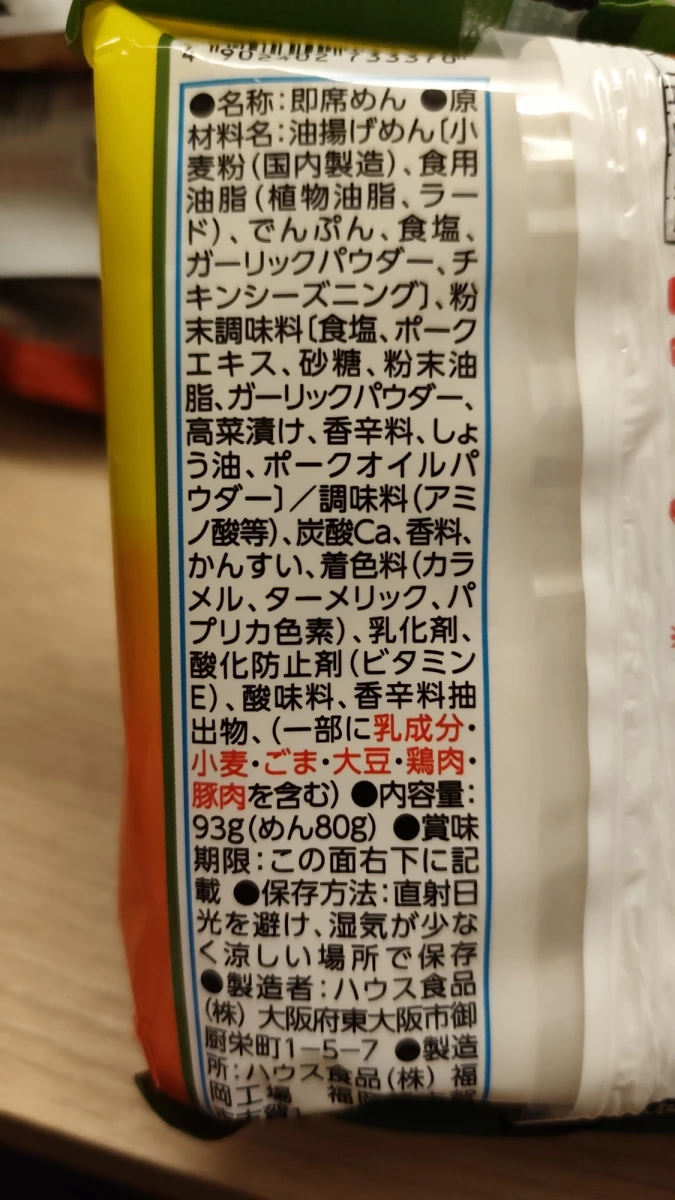 4 902402 733370
●名称:即席めん ●原
材料名:油揚げめん〔小
麦粉(国内製造)、食用
油脂(植物油脂、ラー
ド)、でんぷん、食塩、
ガーリックパウダー、チ
キンシーズニング〕、粉
末調味料〔食塩、ポーク
エキス、砂糖、粉末油
脂、ガーリックパウダー、
高菜漬け、香辛料、しょ
う油、ポークオイルパ
ウダー〕/調味料(アミ
ノ酸等)、炭酸Ca、香料、
かんすい、着色料(カラ
メル、ターメリック、パ
プリカ色素)、乳化剤、
酸化防止剤(ビタミン
E)、酸味料、香辛料抽
出物、(一部に乳成分・
小麦・ごま・大豆・鶏肉・
豚肉を含む) ●内容量:
93g(めん80g) ●賞味
期限:この面右下に記
載 ●保存方法:直射日
光を避け、湿気が少な
く涼しい場所で保存
●製造者:ハウス食品
(株) 大阪府東大阪市御
厨栄町1-5-7 ●製造
所:ハウス食品(株) 福
岡工場